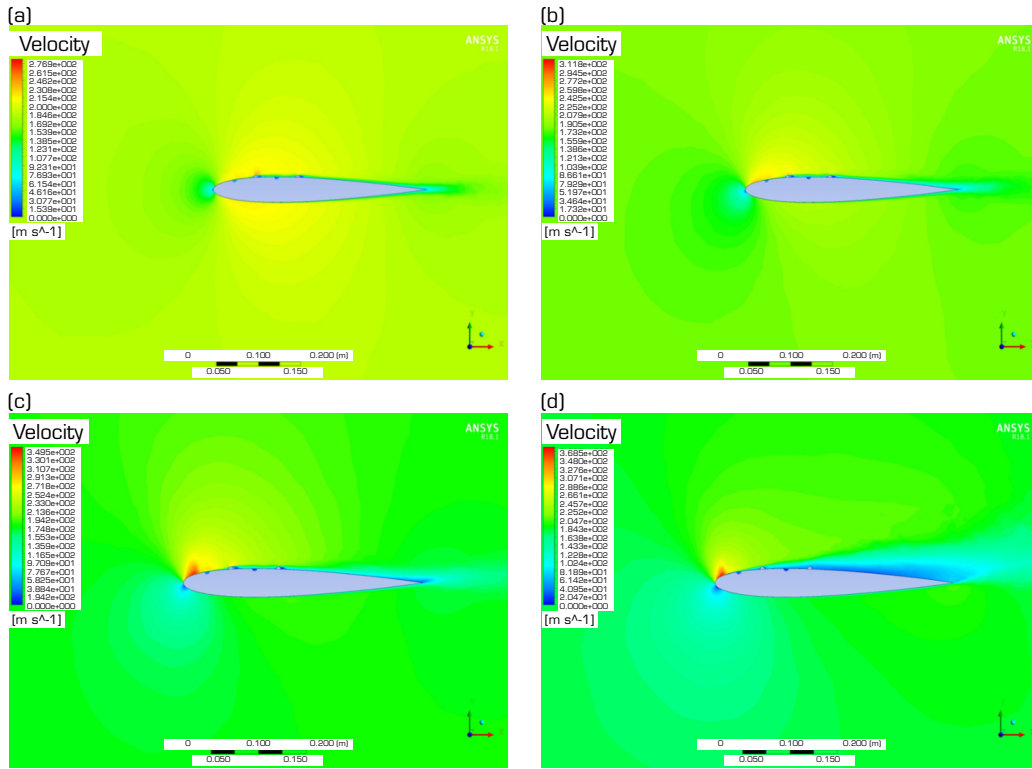 (a)
ANSYS
R18.1
Velocity
2.769e+002
2.615e+002
2.462e+002
2.308e+002
2.154e+002
2.000e+002
1.846e+002
1.692e+002
1.539e+002
1.385e+002
1.231e+002
1.077e+002
9.231e+001
7.693e+001
6.154e+001
4.616e+001
3.077e+001
1.539e+001
0.000e+000
[m s^-1]
Y
X
0 0.100 0.200 (m)
0.050 0.150
(b)
ANSYS
R18.1
Velocity
3.118e+002
2.945e+002
2.772e+002
2.598e+002
2.425e+002
2.252e+002
2.079e+002
1.905e+002
1.732e+002
1.559e+002
1.386e+002
1.213e+002
1.039e+002
8.661e+001
7.929e+001
5.197e+001
3.464e+001
1.732e+001
0.000e+000
[m s^-1]
Y
X
0 0.100 0.200 (m)
0.050 0.150
(c)
ANSYS
R18.1
Velocity
3.495e+002
3.301e+002
3.107e+002
2.913e+002
2.718e+002
2.524e+002
2.330e+002
2.136e+002
1.942e+002
1.748e+002
1.553e+002
1.359e+002
1.165e+002
9.709e+001
7.767e+001
5.825e+001
3.884e+001
1.942e+001
0.000e+000
[m s^-1]
X
0 0.100 0.200 (m)
0.050 0.150
(d)
ANSYS
R18.1
Velocity
3.685e+002
3.480e+002
3.276e+002
3.071e+002
2.886e+002
2.661e+002
2.457e+002
2.252e+002
2.047e+002
1.843e+002
1.638e+002
1.433e+002
1.228e+002
1.024e+002
8.189e+001
6.142e+001
4.095e+001
2.047e+001
0.000e+000
[m s^-1]
X
0 0.100 0.200 (m)
0.050 0.150